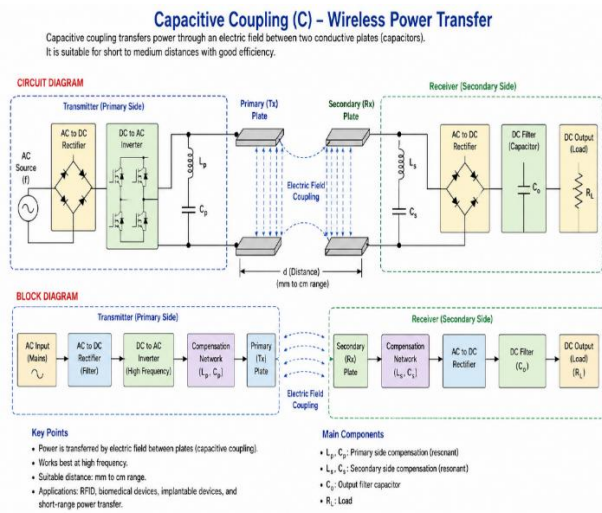 Capacitive Coupling (C) – Wireless Power Transfer
Capacitive coupling transfers power through an electric field between two conductive plates (capacitors).
It is suitable for short to medium distances with good efficiency.
CIRCUIT DIAGRAM
Transmitter (Primary Side)
Receiver (Secondary Side)
AC
Source
(f)
AC to DC
Rectifier
DC to AC
Inverter
Lp
Cp
Primary (Tx)
Plate
Secondary (Rx)
Plate
Electric Field
Coupling
d (Distance)
(mm to cm range)
Ls
Cs
AC to DC
Rectifier
DC Filter
(Capacitor)
Co
DC Output
(Load)
RL
BLOCK DIAGRAM
Transmitter (Primary Side)
Receiver (Secondary Side)
AC Input
(Mains)
AC to DC
Rectifier
(Filter)
DC to AC
Inverter
(High Frequency)
Compensation
Network
(Lp, Cp)
Primary
(Tx)
Plate
Electric Field
Coupling
Secondary
(Rx)
Plate
Compensation
Network
(Ls, Cs)
AC to DC
Rectifier
DC Filter
(Co)
DC Output
(Load)
(RL)
Key Points
• Power is transferred by electric field between plates (capacitive coupling).
• Works best at high frequency.
• Suitable distance: mm to cm range.
• Applications: RFID, biomedical devices, implantable devices, and
short-range power transfer.
Main Components
• Lp, Cp: Primary side compensation (resonant)
• Ls, Cs: Secondary side compensation (resonant)
• Co: Output filter capacitor
• RL: Load